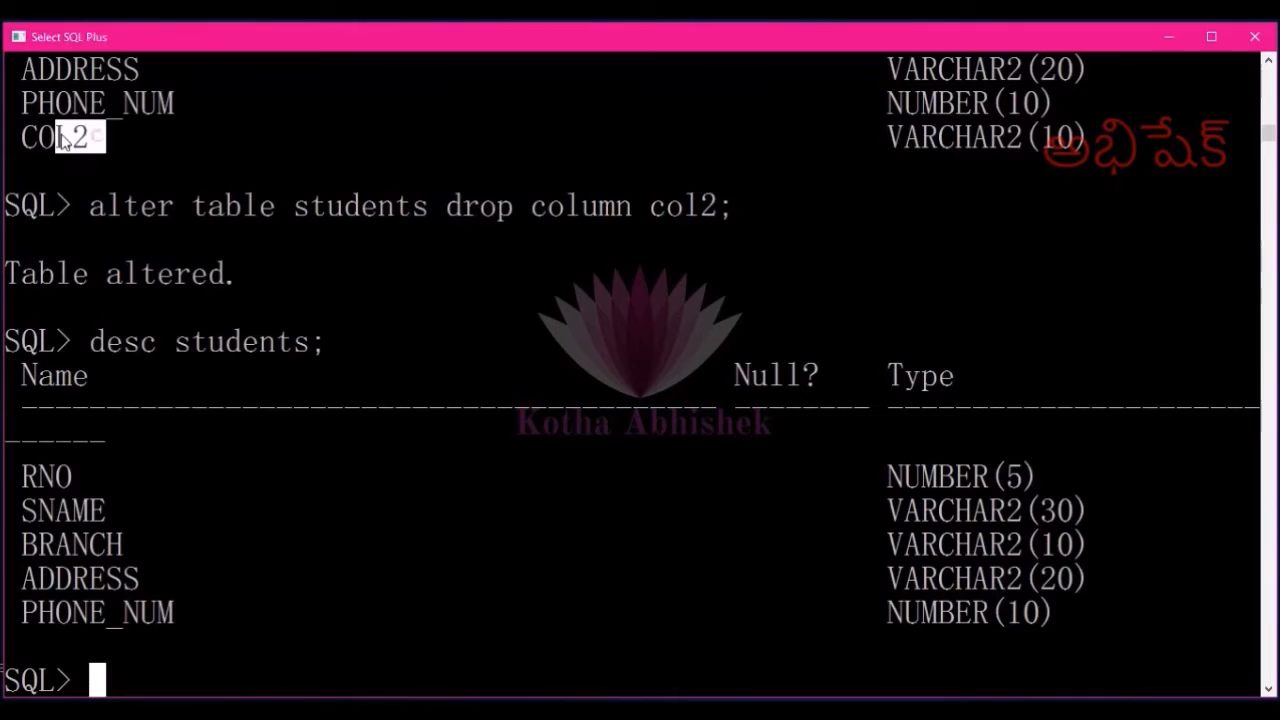 Select SQL Plus
ADDRESS VARCHAR2(20)
PHONE_NUM NUMBER(10)
COL2 VARCHAR2(10)
అభిషేక్
SQL> alter table students drop column col2;
Table altered.
SQL> desc students;
Name Null? Type
----------------------------------------- -------- ----------------------
------
Kotha Abhishek
RNO NUMBER(5)
SNAME VARCHAR2(30)
BRANCH VARCHAR2(10)
ADDRESS VARCHAR2(20)
PHONE_NUM NUMBER(10)
SQL>